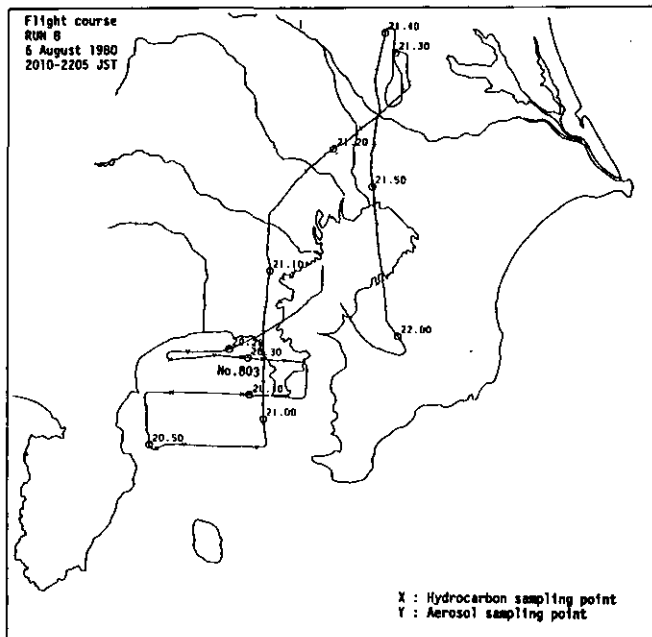 Flight course
RUN 8
6 August 1980
2010-2205 JST
21.40
21.30
21.20
21.50
21.10
22.00
20.30
No.803
21.00
20.50
X : Hydrocarbon sampling point
Y : Aerosol sampling point